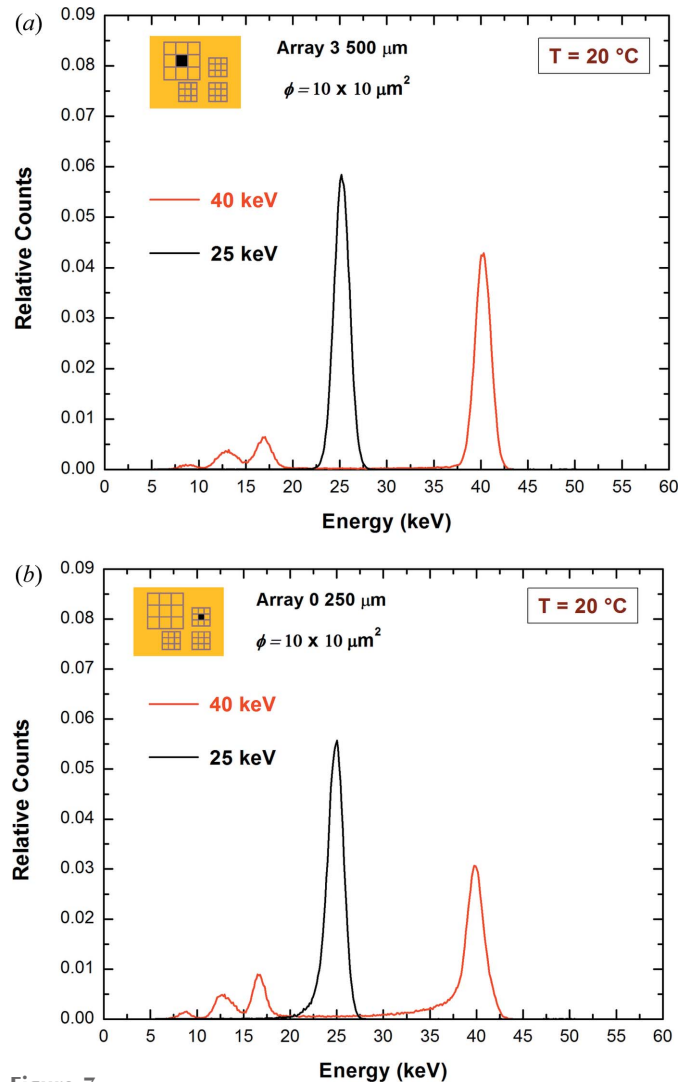 (a)
0.09
Array 3 500 μm
T = 20 °C
0.08
ϕ = 10 x 10 μm²
0.07
0.06
0.05
40 keV
0.04
25 keV
0.03
0.02
0.01
0.00
Relative Counts
0 5 10 15 20 25 30 35 40 45 50 55 60
Energy (keV)
(b)
0.09
Array 0 250 μm
T = 20 °C
0.08
ϕ = 10 x 10 μm²
0.07
0.06
40 keV
0.05
25 keV
0.04
0.03
0.02
0.01
0.00
Relative Counts
0 5 10 15 20 25 30 35 40 45 50 55 60
Energy (keV)
Figure 7